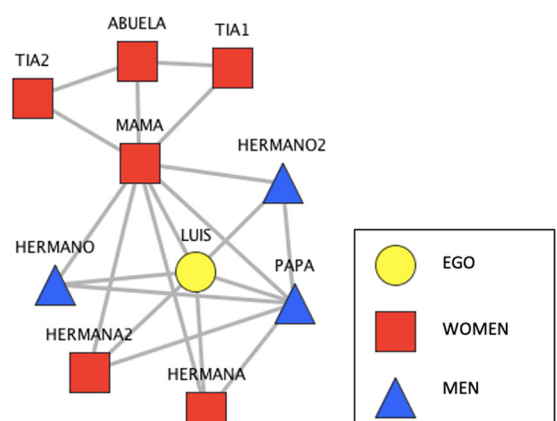 ABUELA
TIA1
TIA2
MAMA
HERMANO2
LUIS
HERMANO
PAPA
HERMANA2
HERMANA
EGO
WOMEN
MEN